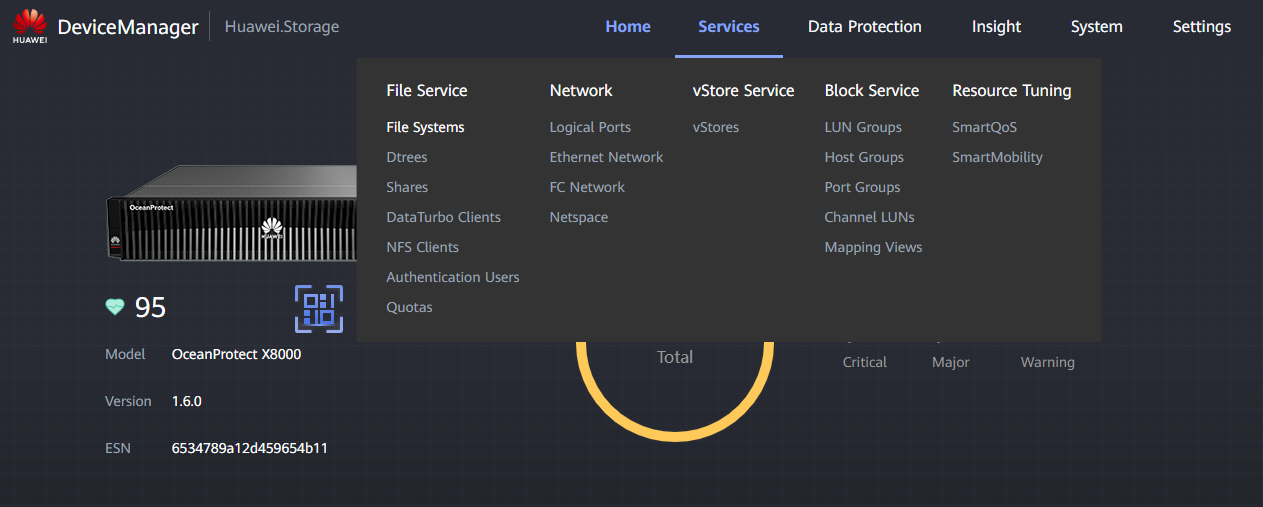 HUAWEI
DeviceManager
Huawei.Storage
Home
Services
Data Protection
Insight
System
Settings
File Service
File Systems
Dtrees
Shares
DataTurbo Clients
NFS Clients
Authentication Users
Quotas
Network
Logical Ports
Ethernet Network
FC Network
Netspace
vStore Service
vStores
Block Service
LUN Groups
Host Groups
Port Groups
Channel LUNs
Mapping Views
Resource Tuning
SmartQoS
SmartMobility
OceanProtect
HUAWEI
95
Model OceanProtect X8000
Version 1.6.0
ESN 6534789a12d459654b11
Total
Critical
Major
Warning